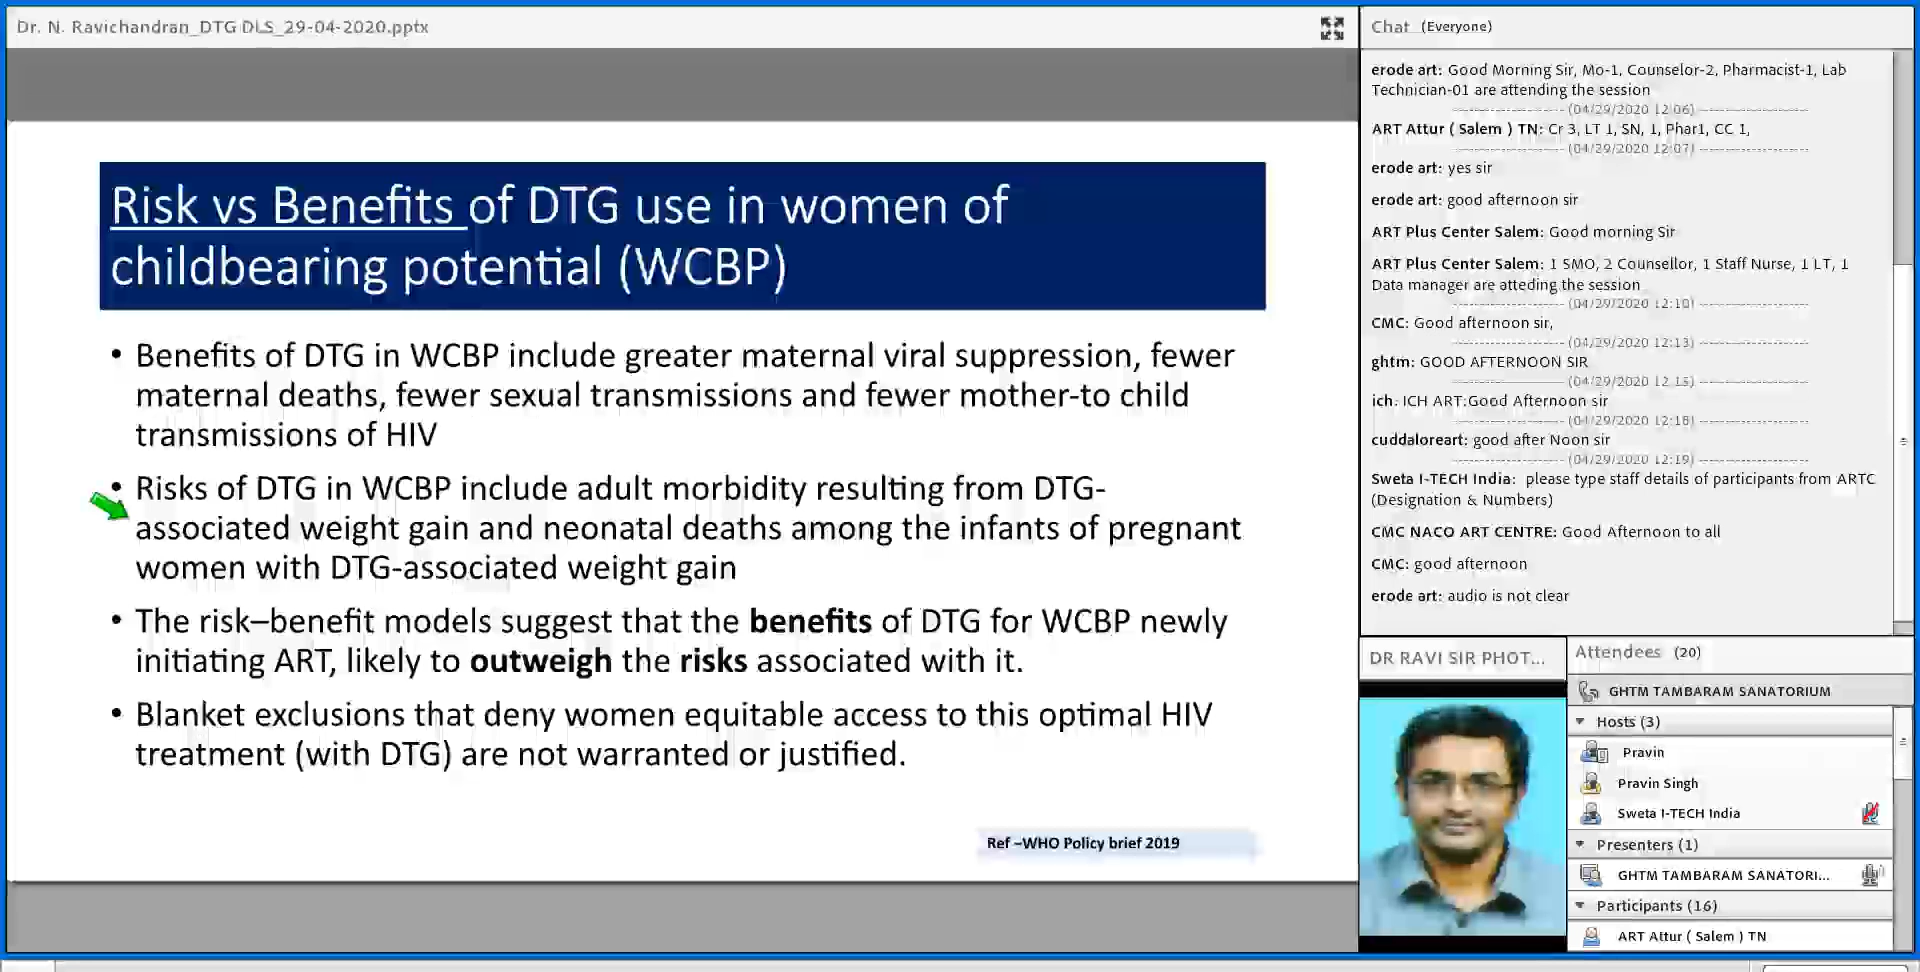 Dr. N. Ravichandran_DTG DLS_29-04-2020.pptx
Risk vs Benefits of DTG use in women of
childbearing potential (WCBP)
• Benefits of DTG in WCBP include greater maternal viral suppression, fewer
maternal deaths, fewer sexual transmissions and fewer mother-to child
transmissions of HIV
• Risks of DTG in WCBP include adult morbidity resulting from DTG-
associated weight gain and neonatal deaths among the infants of pregnant
women with DTG-associated weight gain
• The risk–benefit models suggest that the benefits of DTG for WCBP newly
initiating ART, likely to outweigh the risks associated with it.
• Blanket exclusions that deny women equitable access to this optimal HIV
treatment (with DTG) are not warranted or justified.
Ref –WHO Policy brief 2019
Chat (Everyone)
erode art: Good Morning Sir, Mo-1, Counselor-2, Pharmacist-1, Lab
Technician-01 are attending the session
(04/29/2020 12:06)
ART Attur ( Salem ) TN: Cr 3, LT 1, SN, 1, Phar1, CC 1,
(04/29/2020 12:07)
erode art: yes sir
erode art: good afternoon sir
ART Plus Center Salem: Good morning Sir
ART Plus Center Salem: 1 SMO, 2 Counsellor, 1 Staff Nurse, 1 LT, 1
Data manager are atteding the session
(04/29/2020 12:10)
CMC: Good afternoon sir,
(04/29/2020 12:13)
ghtm: GOOD AFTERNOON SIR
(04/29/2020 12:15)
ich. ICH ART:Good Afternoon sir
(04/29/2020 12:18)
cuddaloreart: good after Noon sir
(04/29/2020 12:19)
Sweta I-TECH India: please type staff details of participants from ARTC
(Designation & Numbers)
CMC NACO ART CENTRE: Good Afternoon to all
CMC: good afternoon
erode art: audio is not clear
DR RAVI SIR PHOT...
Attendees (20)
GHTM TAMBARAM SANATORIUM
Hosts (3)
Pravin
Pravin Singh
Sweta I-TECH India
Presenters (1)
GHTM TAMBARAM SANATORI...
Participants (16)
ART Attur ( Salem ) TN